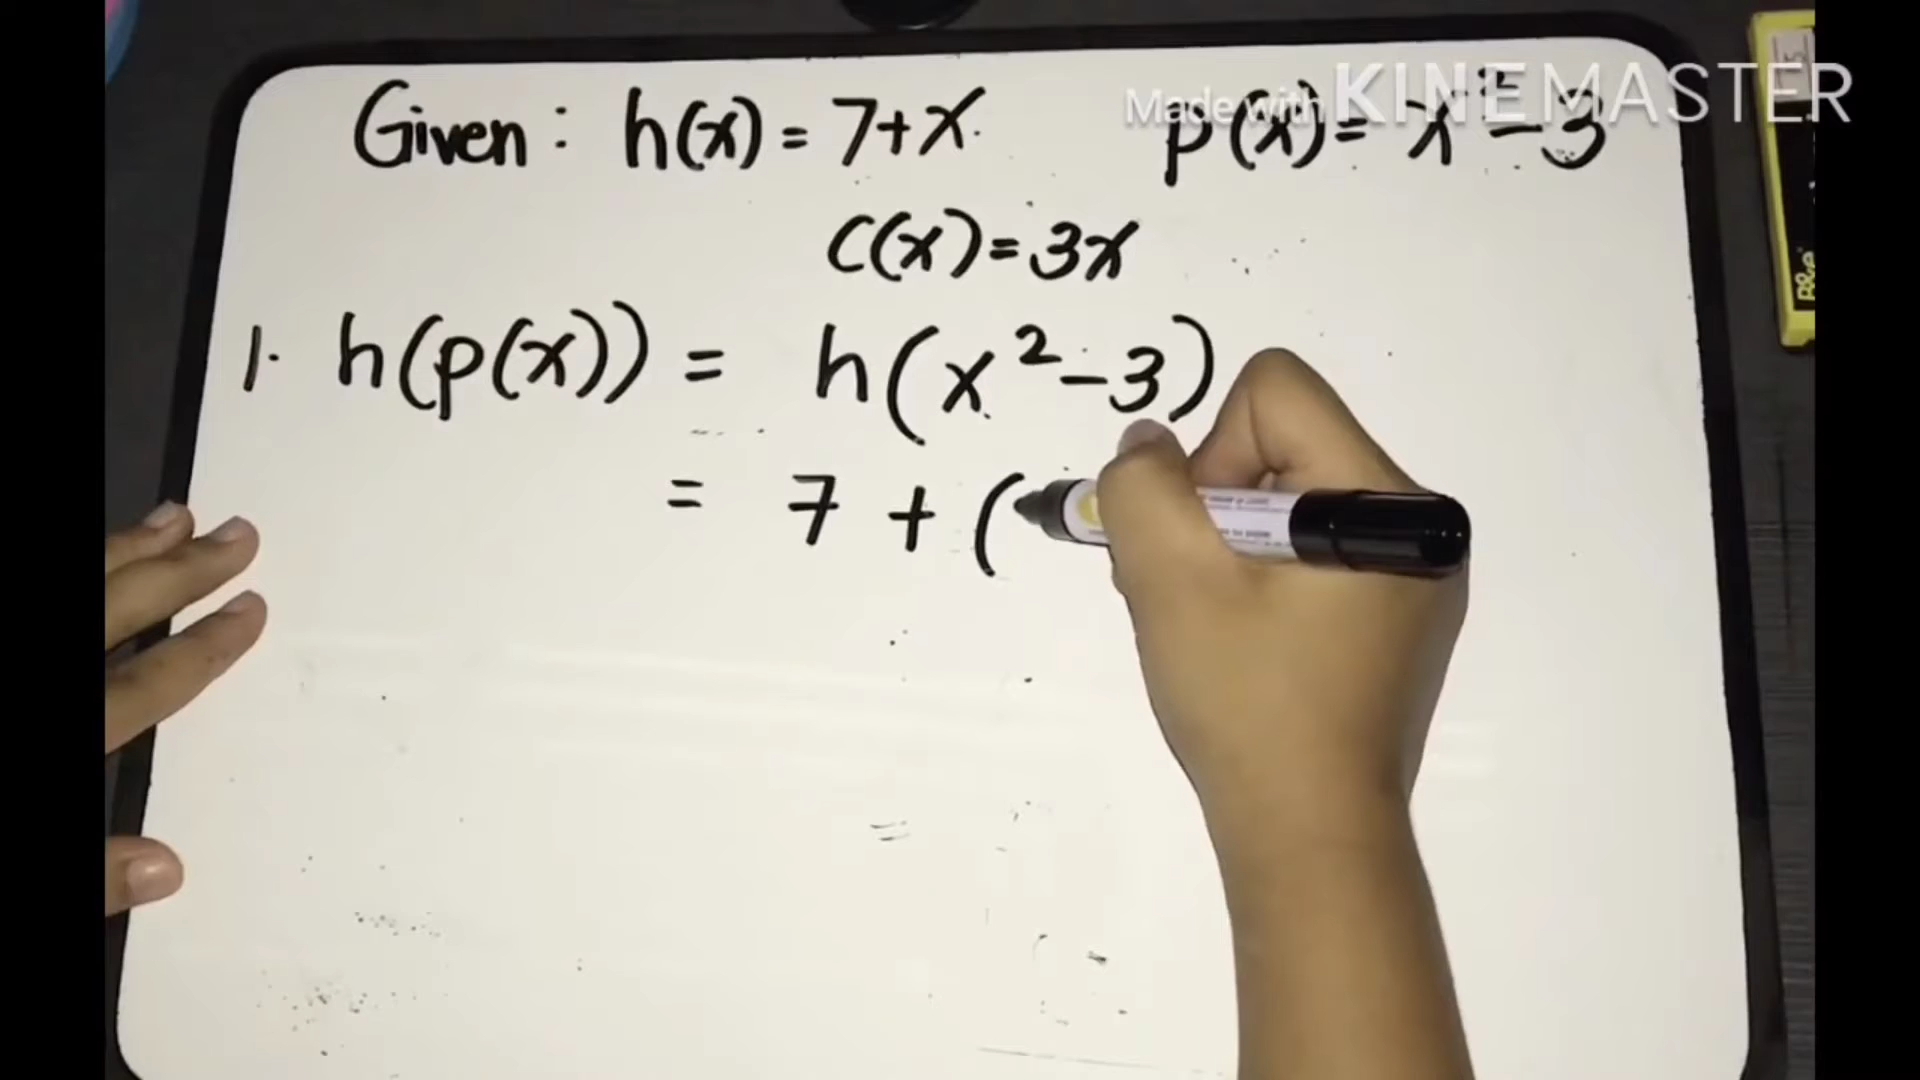 Made with KINEMASTER
Given: h(x) = 7+x p(x) = x²-3
c(x) = 3x
1. h(p(x)) = h(x²-3)
= 7 + (